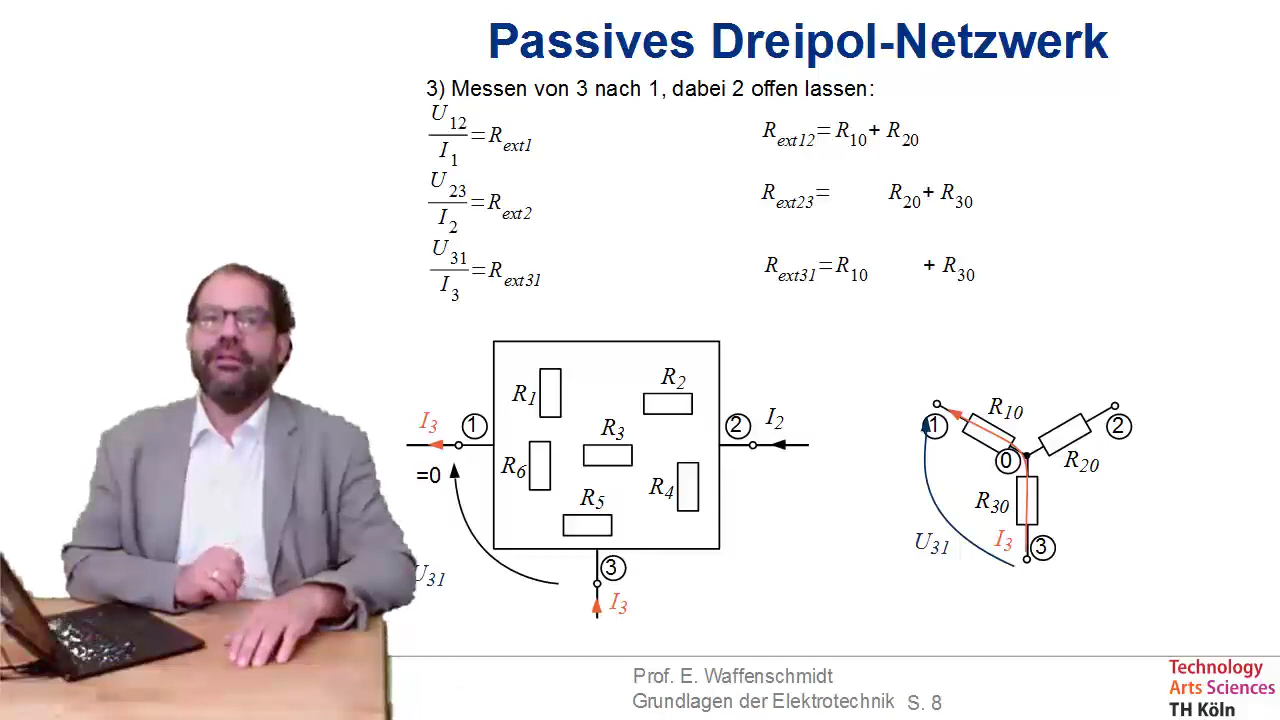 Passives Dreipol-Netzwerk
3) Messen von 3 nach 1, dabei 2 offen lassen:
U12/I1=Rext1
Rext12=R10+R20
U23/I2=Rext2
Rext23= R20+R30
U31/I3=Rext31
Rext31=R10 +R30
R1
R2
R3
R4
R5
R6
I3
1
=0
2
I2
3
I3
U31
1
R10
2
0
R20
R30
I3
3
U31
Prof. E. Waffenschmidt
Grundlagen der Elektrotechnik S. 8
Technology
Arts Sciences
TH Köln